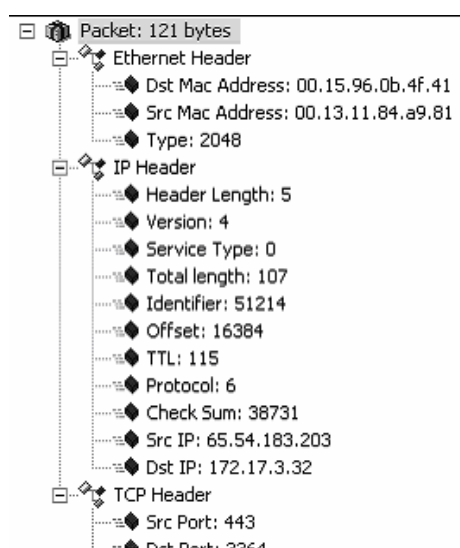 Packet: 121 bytes
Ethernet Header
Dst Mac Address: 00.15.96.0b.4f.41
Src Mac Address: 00.13.11.84.a9.81
Type: 2048
IP Header
Header Length: 5
Version: 4
Service Type: 0
Total length: 107
Identifier: 51214
Offset: 16384
TTL: 115
Protocol: 6
Check Sum: 38731
Src IP: 65.54.183.203
Dst IP: 172.17.3.32
TCP Header
Src Port: 443
Dst Port: